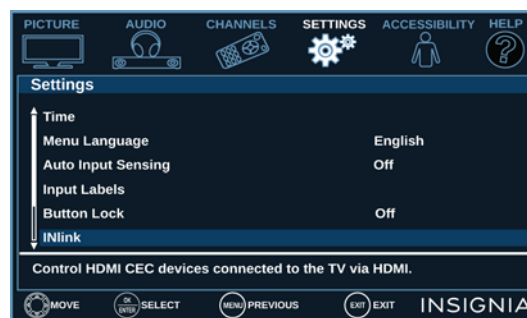 PICTURE AUDIO CHANNELS SETTINGS ACCESSIBILITY HELP
Settings
Time
Menu Language English
Auto Input Sensing Off
Input Labels
Button Lock Off
INlink
Control HDMI CEC devices connected to the TV via HDMI.
MOVE OK ENTER SELECT MENU PREVIOUS EXIT EXIT INSIGNIA